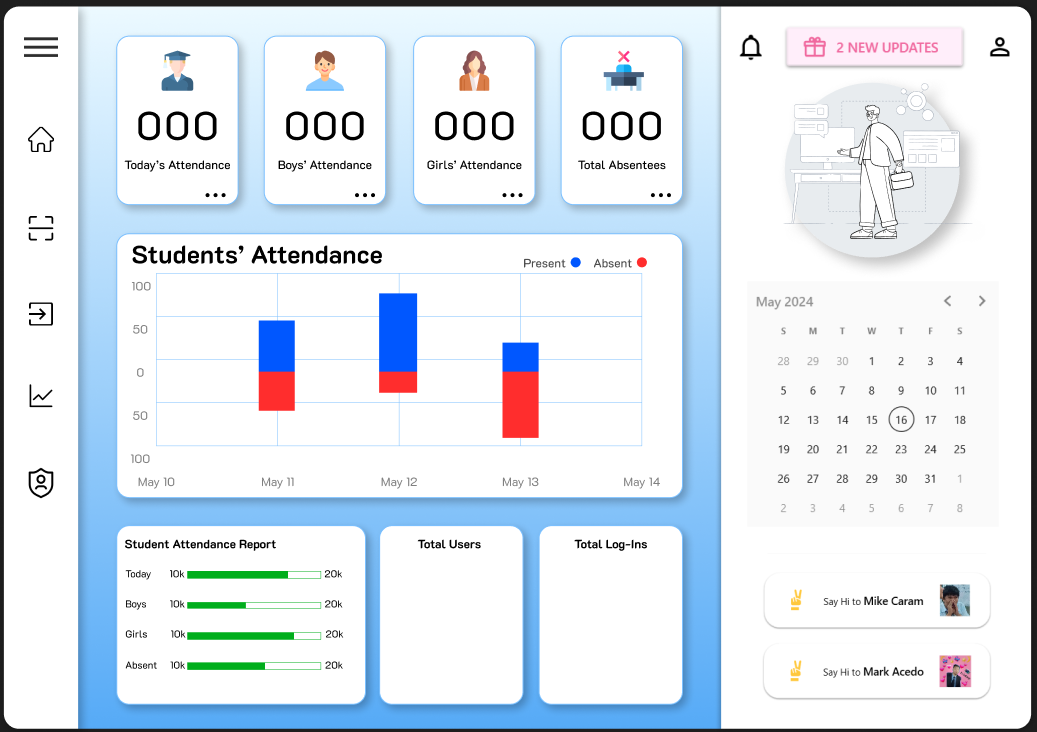 2 NEW UPDATES
000
000
000
000
Today's Attendance
Boys' Attendance
Girls' Attendance
Total Absentees
Students' Attendance
Present
Absent
100
50
0
50
100
May 10
May 11
May 12
May 13
May 14
Student Attendance Report
Today 10k 20k
Boys 10k 20k
Girls 10k 20k
Absent 10k 20k
Total Users
Total Log-Ins
May 2024
S M T W T F S
28 29 30 1 2 3 4
5 6 7 8 9 10 11
12 13 14 15 16 17 18
19 20 21 22 23 24 25
26 27 28 29 30 31 1
2 3 4 5 6 7 8
Say Hi to Mike Caram
Say Hi to Mark Acedo